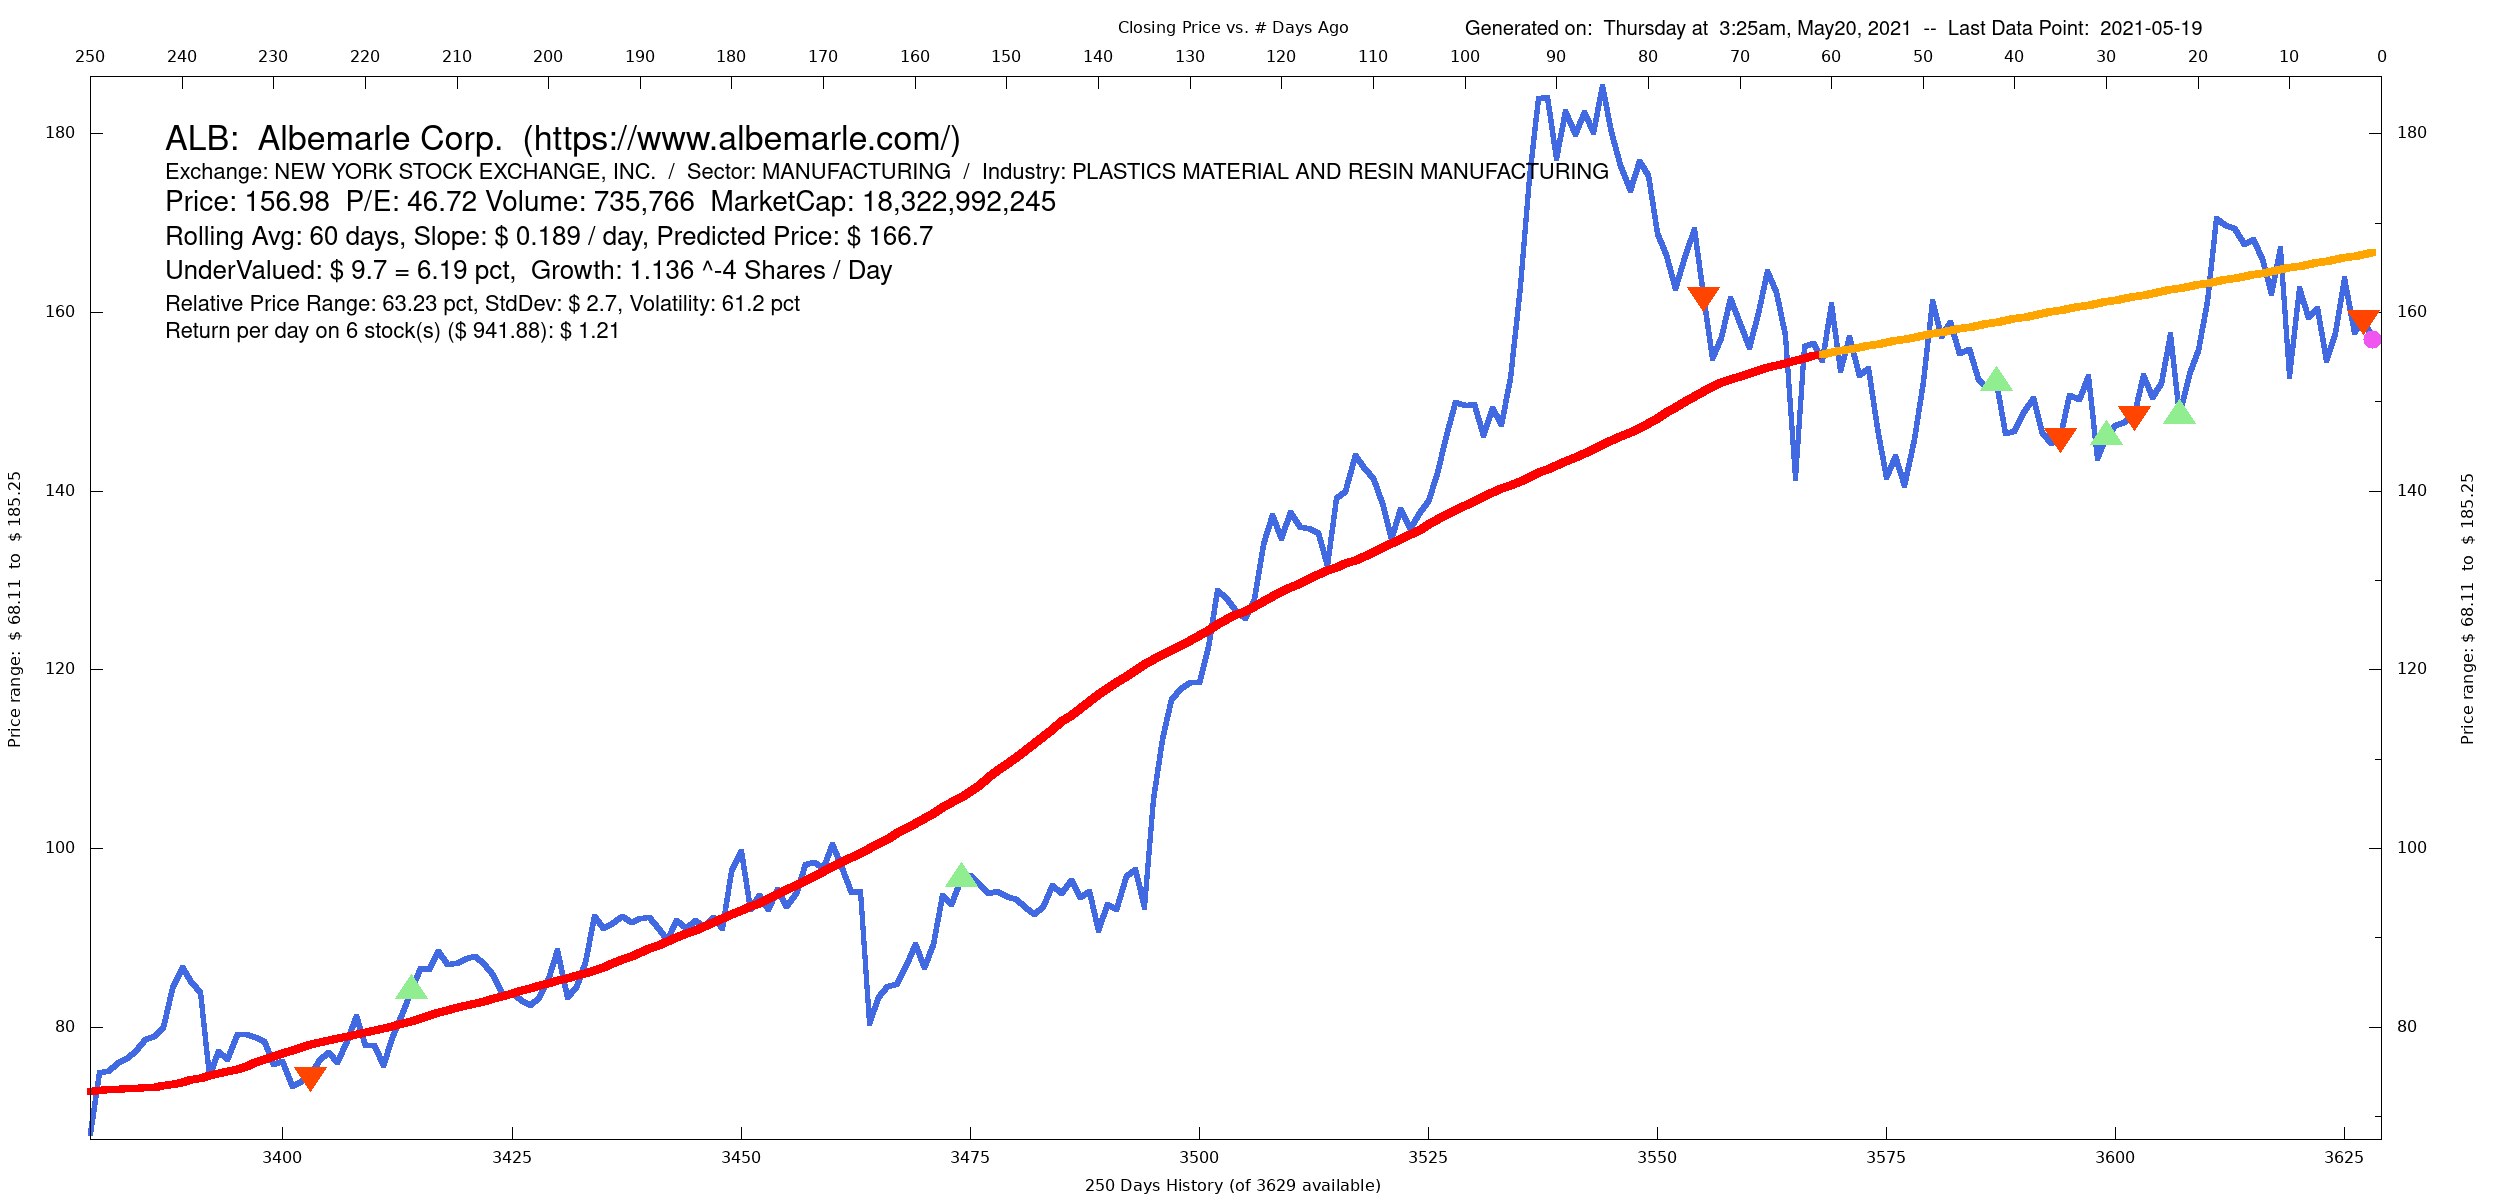 Closing Price vs. # Days Ago
Generated on:  Thursday at  3:25am, May20, 2021  --  Last Data Point:  2021-05-19
250 240 230 220 210 200 190 180 170 160 150 140 130 120 110 100 90 80 70 60 50 40 30 20 10 0
ALB:  Albemarle Corp.  (https://www.albemarle.com/)
Exchange: NEW YORK STOCK EXCHANGE, INC.  /  Sector: MANUFACTURING  /  Industry: PLASTICS MATERIAL AND RESIN MANUFACTURING
Price: 156.98  P/E: 46.72 Volume: 735,766  MarketCap: 18,322,992,245
Rolling Avg: 60 days, Slope: $ 0.189 / day, Predicted Price: $ 166.7
UnderValued: $ 9.7 = 6.19 pct,  Growth: 1.136 ^-4 Shares / Day
Relative Price Range: 63.23 pct, StdDev: $ 2.7, Volatility: 61.2 pct
Return per day on 6 stock(s) ($ 941.88): $ 1.21
180 180
160 160
140 140
120 120
100 100
80 80
Price range:  $ 68.11  to  $ 185.25
Price range: $ 68.11  to  $ 185.25
3400 3425 3450 3475 3500 3525 3550 3575 3600 3625
250 Days History (of 3629 available)